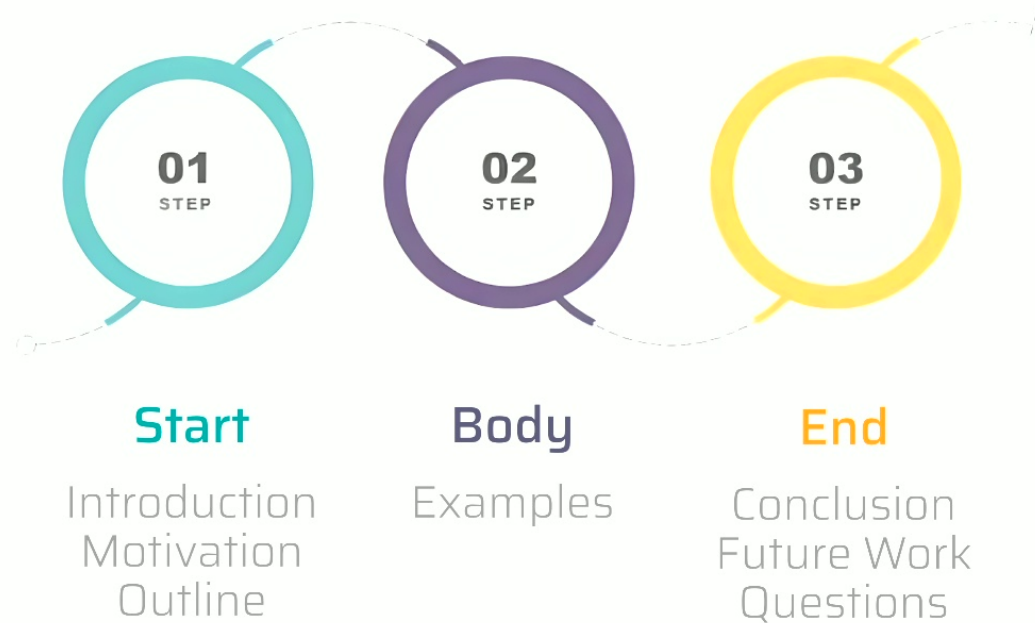 01
STEP
02
STEP
03
STEP
Start
Introduction
Motivation
Outline
Body
Examples
End
Conclusion
Future Work
Questions